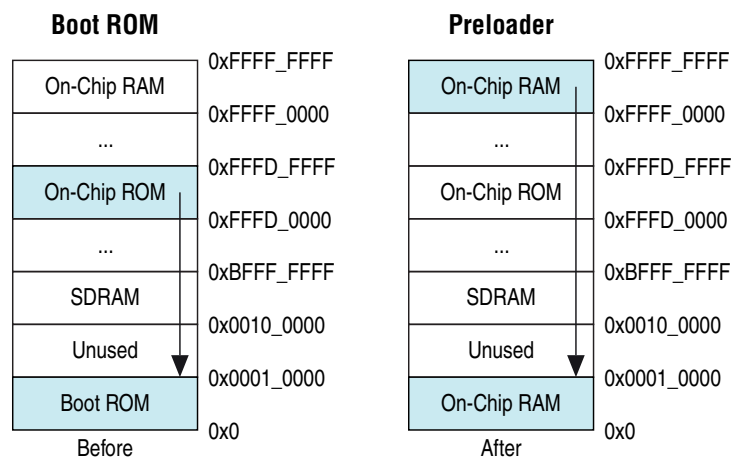 Boot ROM
0xFFFF_FFFF
On-Chip RAM
0xFFFF_0000
...
0xFFFD_FFFF
On-Chip ROM
0xFFFD_0000
...
0xBFFF_FFFF
SDRAM
0x0010_0000
Unused
0x0001_0000
Boot ROM
0x0
Before
Preloader
0xFFFF_FFFF
On-Chip RAM
0xFFFF_0000
...
0xFFFD_FFFF
On-Chip ROM
0xFFFD_0000
...
0xBFFF_FFFF
SDRAM
0x0010_0000
Unused
0x0001_0000
On-Chip RAM
0x0
After